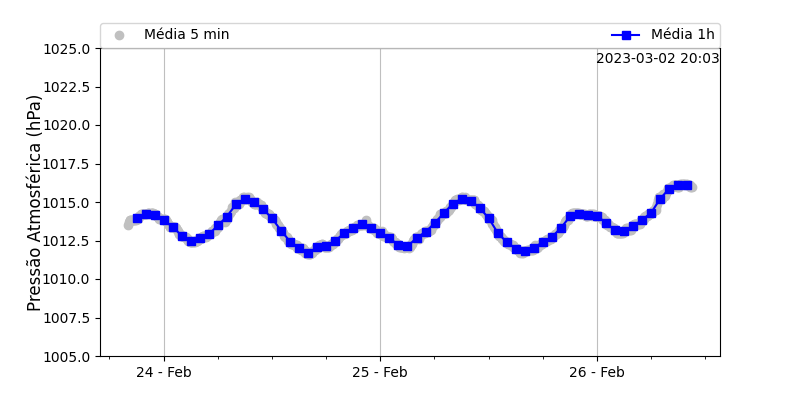 Média 5 min
Média 1h
2023-03-02 20:03
Pressão Atmosférica (hPa)
1025.0
1022.5
1020.0
1017.5
1015.0
1012.5
1010.0
1007.5
1005.0
24 - Feb
25 - Feb
26 - Feb